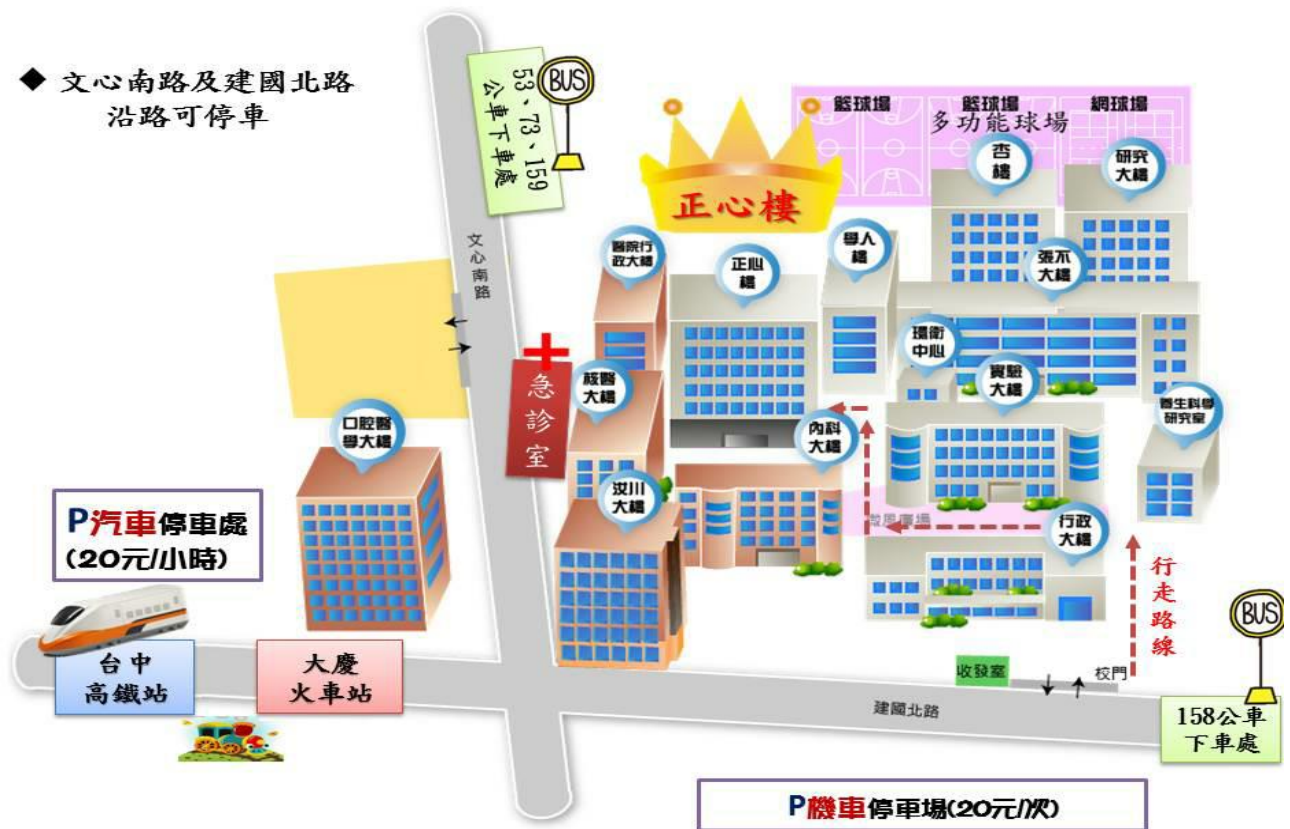 ◆ 文心南路及建國北路
沿路可停車
53、73、159
公車下車處
BUS
籃球場
籃球場
網球場
多功能球場
正心樓
杏樓
研究大樓
文心南路
醫院行政大樓
正心樓
學人樓
張不大樓
環衛中心
急診室
核醫大樓
實驗大樓
養生科學研究室
口腔醫學大樓
內科大樓
汝川大樓
P汽車停車處
(20元/小時)
微風廣場
行政大樓
行走路線
BUS
台中
高鐵站
大慶
火車站
收發室
校門
建國北路
158公車
下車處
P機車停車場(20元/次)